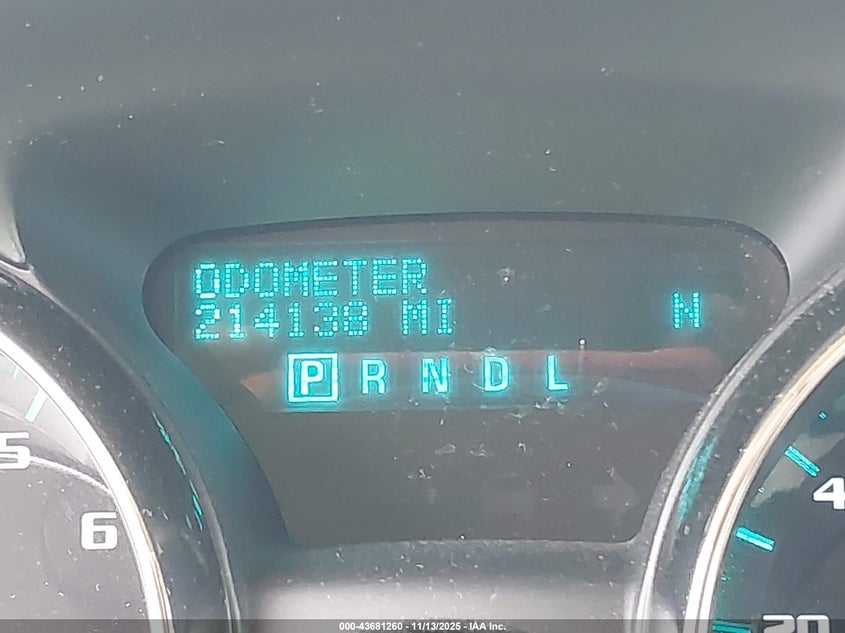 ODOMETER
214138 MI
N
P R N D L
5
6
4
20
000-43681260 - 11/13/2025 - IAA Inc.